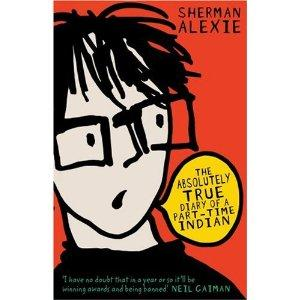 SHERMAN
ALEXIE
THE
ABSOLUTELY
TRUE
DIARY OF A
PART-TIME
INDIAN
'I have no doubt that in a year or so it'll be
winning awards and being banned' NEIL GAIMAN